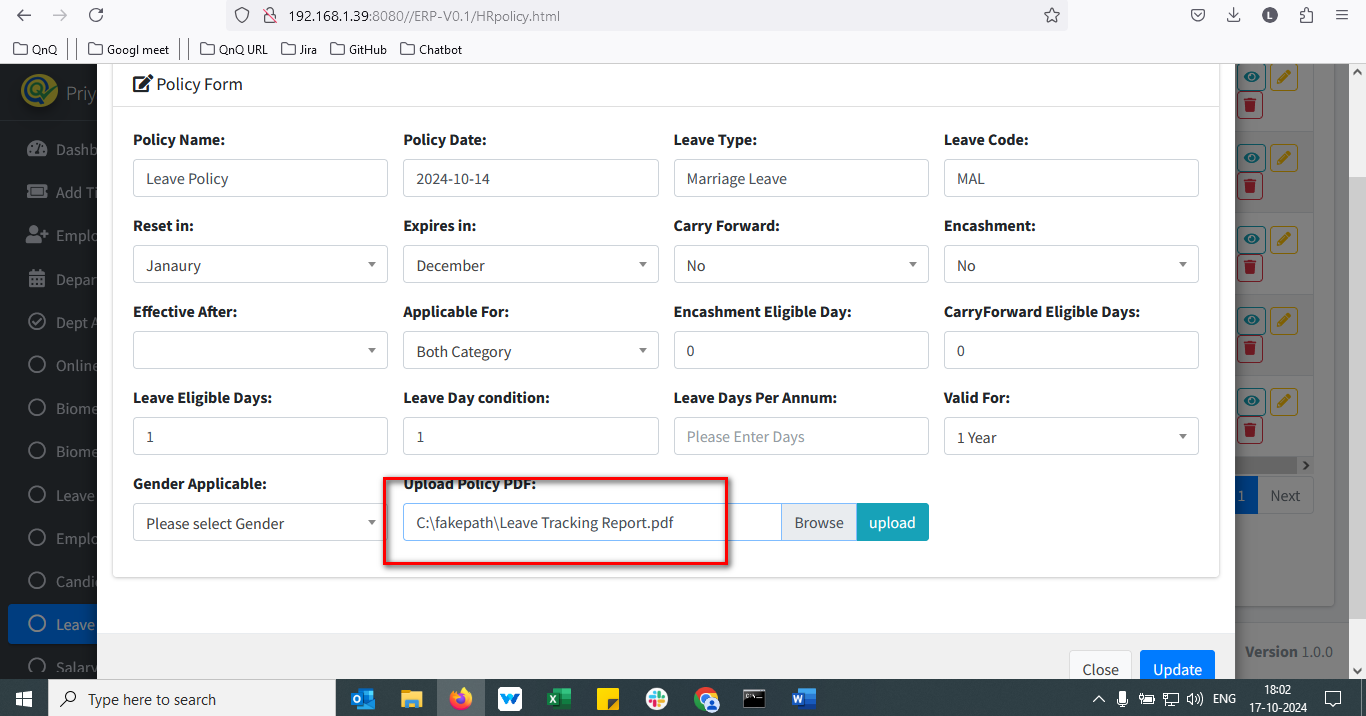 192.168.1.39:8080//ERP-V0.1/HRpolicy.html
L
QnQ
Googl meet
QnQ URL
Jira
GitHub
Chatbot
Priy
Policy Form
Dashb
Add Ti
Emplo
Depar
Dept A
Online
Biome
Biome
Leave
Emplo
Candi
Leave
Salary
Policy Name: Policy Date: Leave Type: Leave Code:
Leave Policy 2024-10-14 Marriage Leave MAL
Reset in: Expires in: Carry Forward: Encashment:
Janaury December No No
Effective After: Applicable For: Encashment Eligible Day: CarryForward Eligible Days:
Both Category 0 0
Leave Eligible Days: Leave Day condition: Leave Days Per Annum: Valid For:
1 1 Please Enter Days 1 Year
Gender Applicable: Upload Policy PDF:
Please select Gender C:\fakepath\Leave Tracking Report.pdf Browse upload
1 Next
Version 1.0.0
Close Update
Type here to search
ENG
18:02
17-10-2024